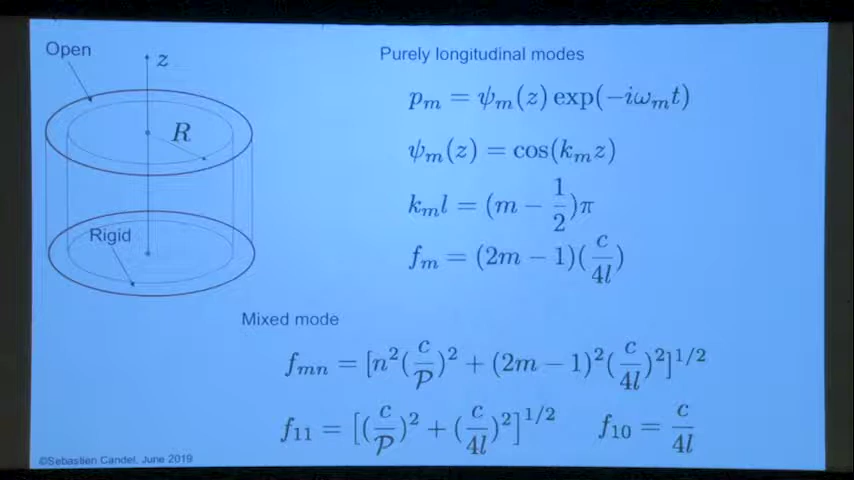 Open
z
R
Rigid
Purely longitudinal modes
p_m = ψ_m(z) exp(−iω_m t)
ψ_m(z) = cos(k_m z)
k_m l = (m − 1/2)π
f_m = (2m − 1)(c/4l)
Mixed mode
f_mn = [n²(c/𝒫)² + (2m − 1)²(c/4l)²]^1/2
f_11 = [(c/𝒫)² + (c/4l)²]^1/2 f_10 = c/4l
©Sebastien Candel, June 2019